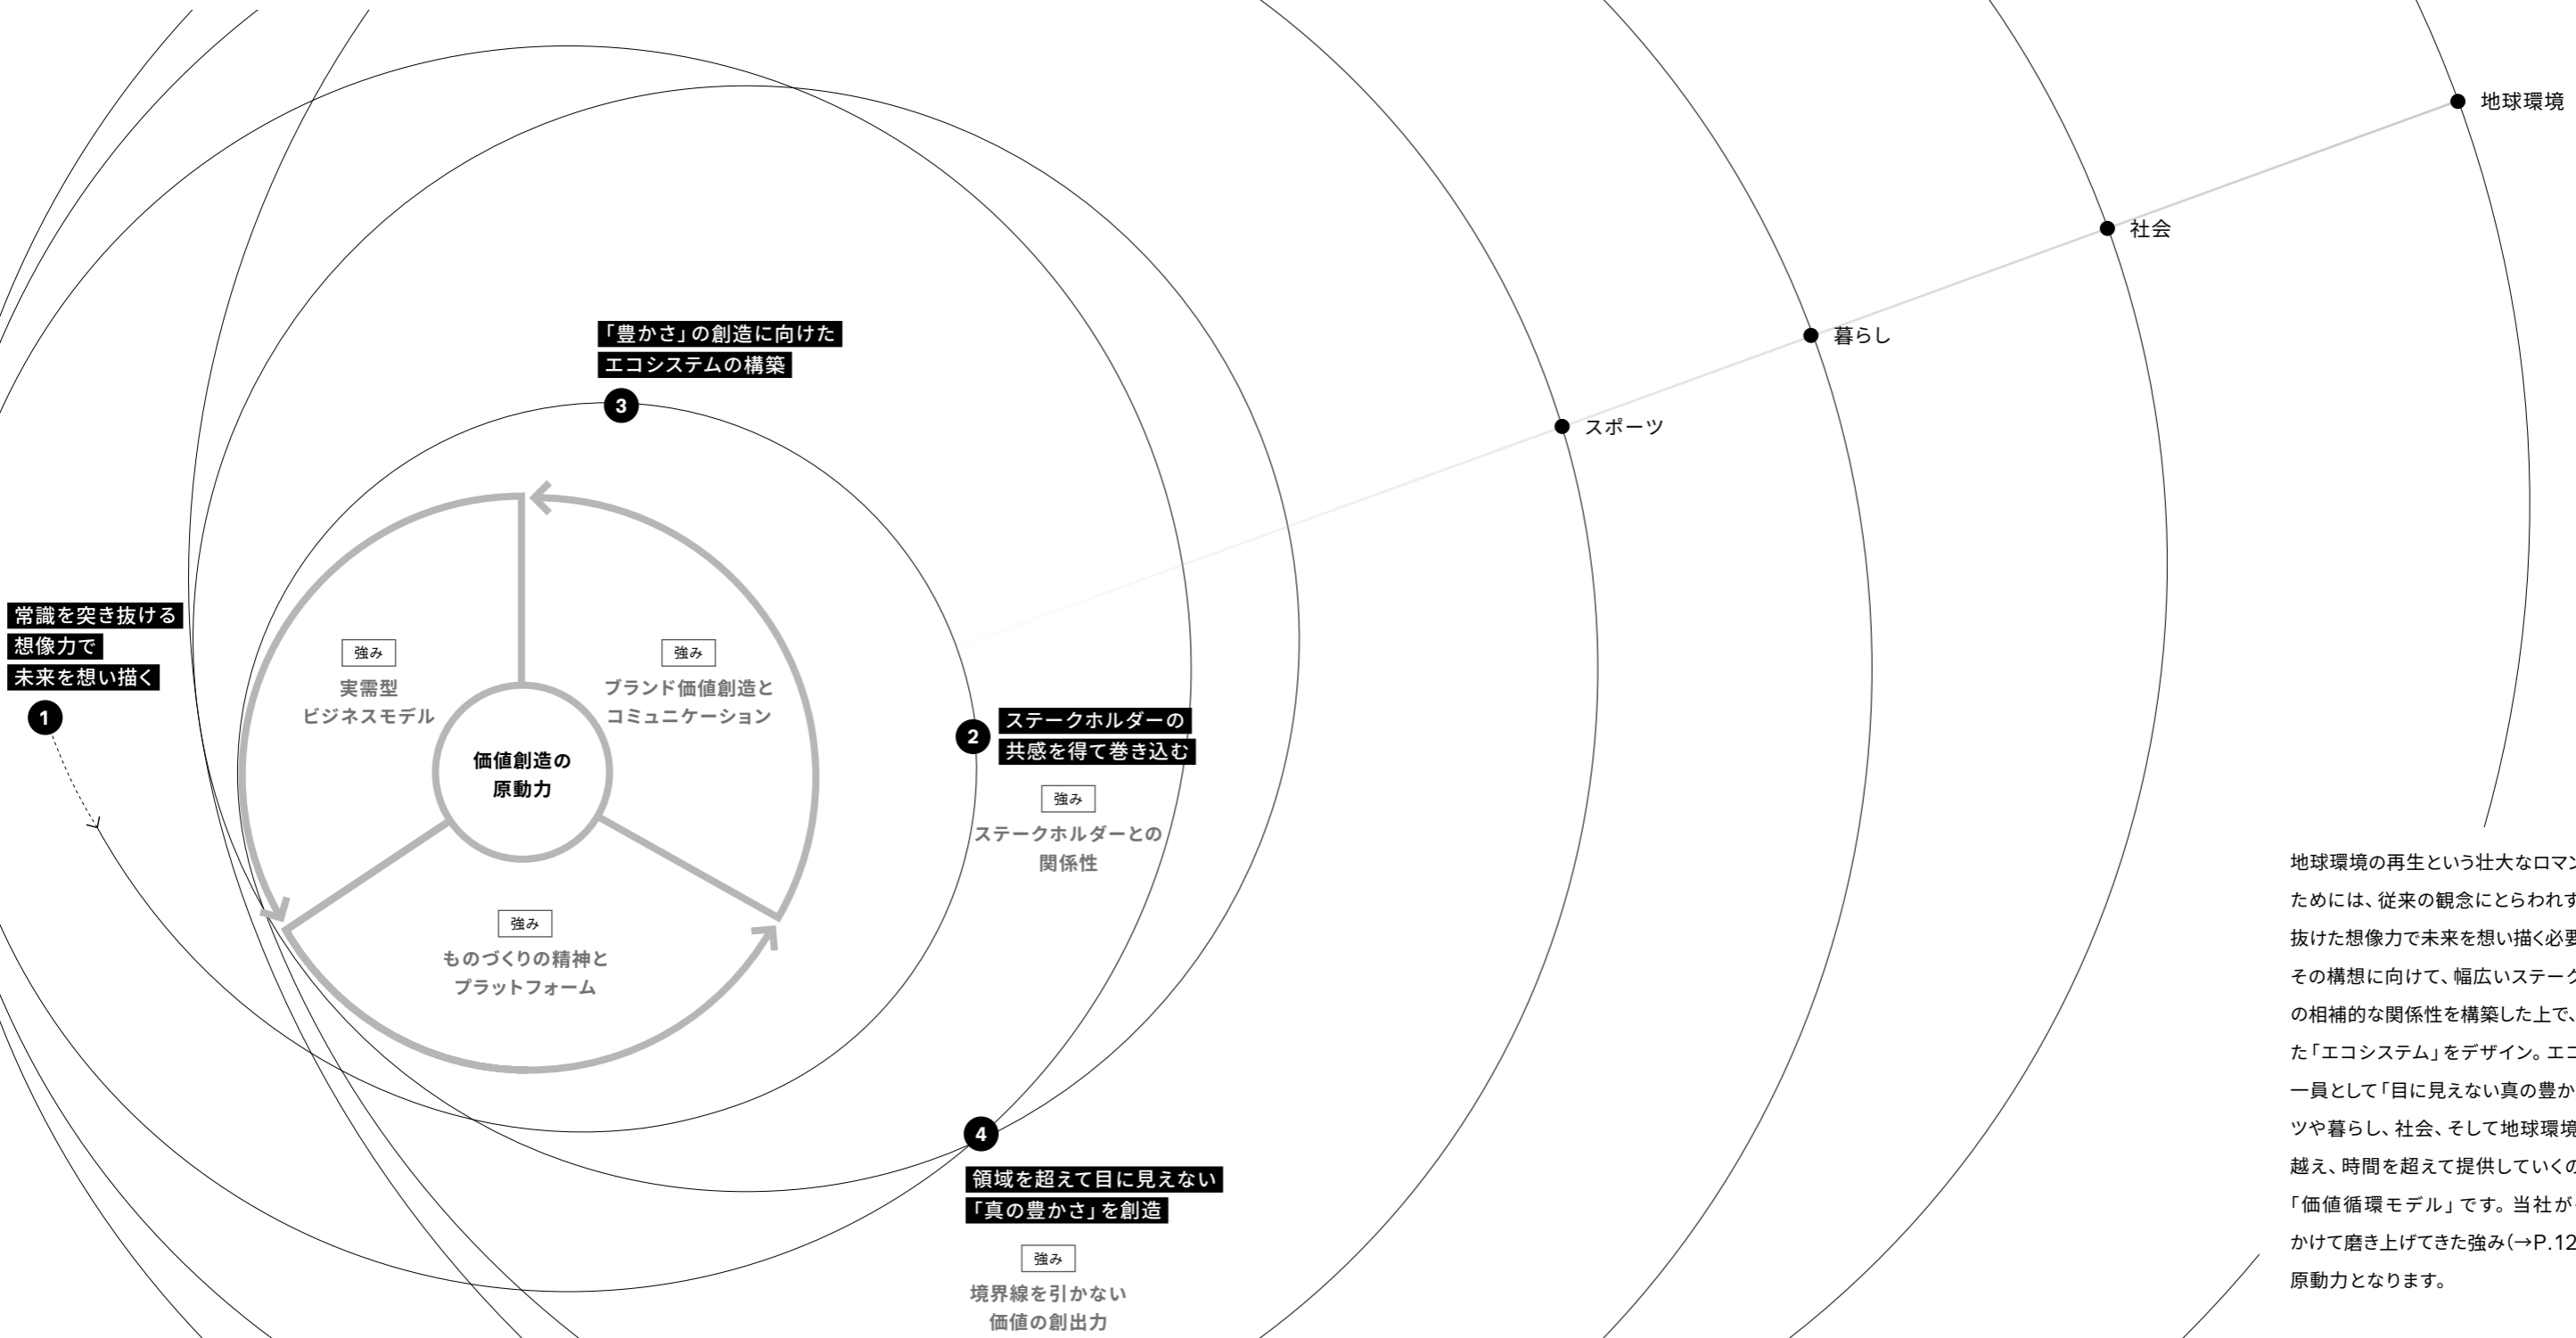 地球環境
社会
暮らし
スポーツ
「豊かさ」の創造に向けた
エコシステムの構築
3
常識を突き抜ける
想像力で
未来を想い描く
1
強み
実需型
ビジネスモデル
強み
ブランド価値創造と
コミュニケーション
価値創造の
原動力
強み
ものづくりの精神と
プラットフォーム
2
ステークホルダーの
共感を得て巻き込む
強み
ステークホルダーとの
関係性
4
領域を超えて目に見えない
「真の豊かさ」を創造
強み
境界線を引かない
価値の創出力
地球環境の再生という壮大なロマン
ためには、従来の観念にとらわれず
抜けた想像力で未来を想い描く必要
その構想に向けて、幅広いステーク
の相補的な関係性を構築した上で、
た「エコシステム」をデザイン。エコ
一員として「目に見えない真の豊か
ツや暮らし、社会、そして地球環境
越え、時間を超えて提供していくの
「価値循環モデル」です。当社が
かけて磨き上げてきた強み(→P.12
原動力となります。